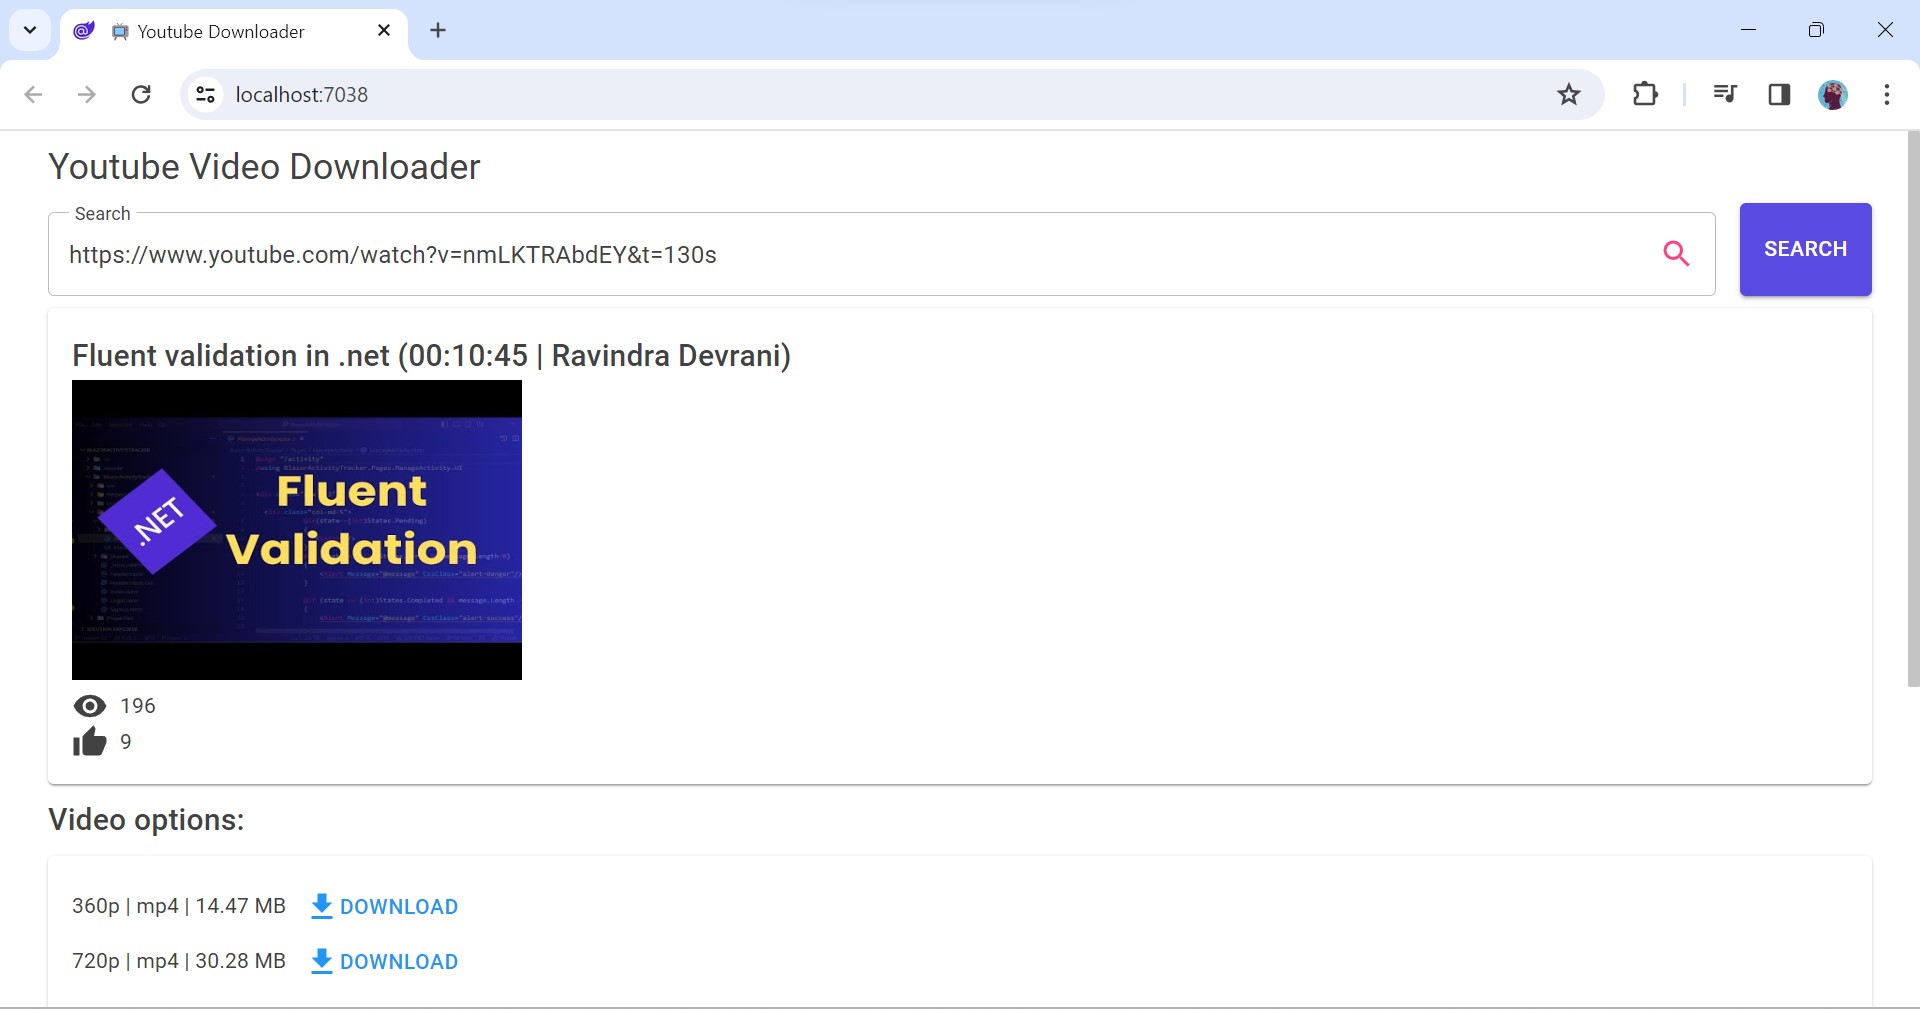 Youtube Downloader
localhost:7038
Youtube Video Downloader
Search
https://www.youtube.com/watch?v=nmLKTRAbdEY&t=130s
SEARCH
Fluent validation in .net (00:10:45 | Ravindra Devrani)
.NET
Fluent
Validation
196
9
Video options:
360p | mp4 | 14.47 MB DOWNLOAD
720p | mp4 | 30.28 MB DOWNLOAD